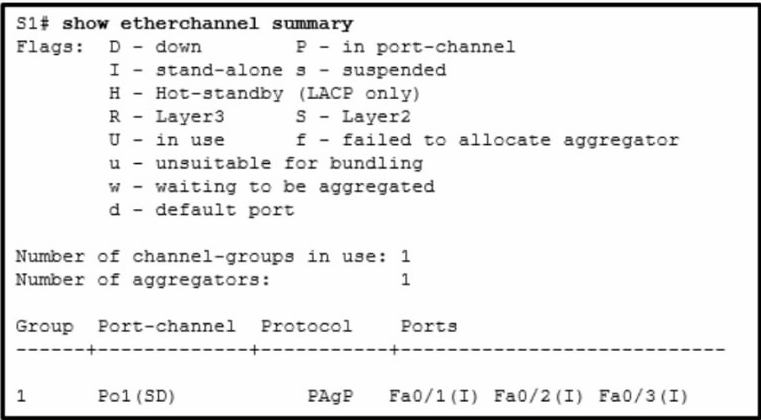 S1# show etherchannel summary
Flags: D - down P - in port-channel
I - stand-alone s - suspended
H - Hot-standby (LACP only)
R - Layer3 S - Layer2
U - in use f - failed to allocate aggregator
u - unsuitable for bundling
w - waiting to be aggregated
d - default port
Number of channel-groups in use: 1
Number of aggregators: 1
Group Port-channel Protocol Ports
------+-------------+-----------+---------------------------
1 Po1(SD) PAgP Fa0/1(I) Fa0/2(I) Fa0/3(I)